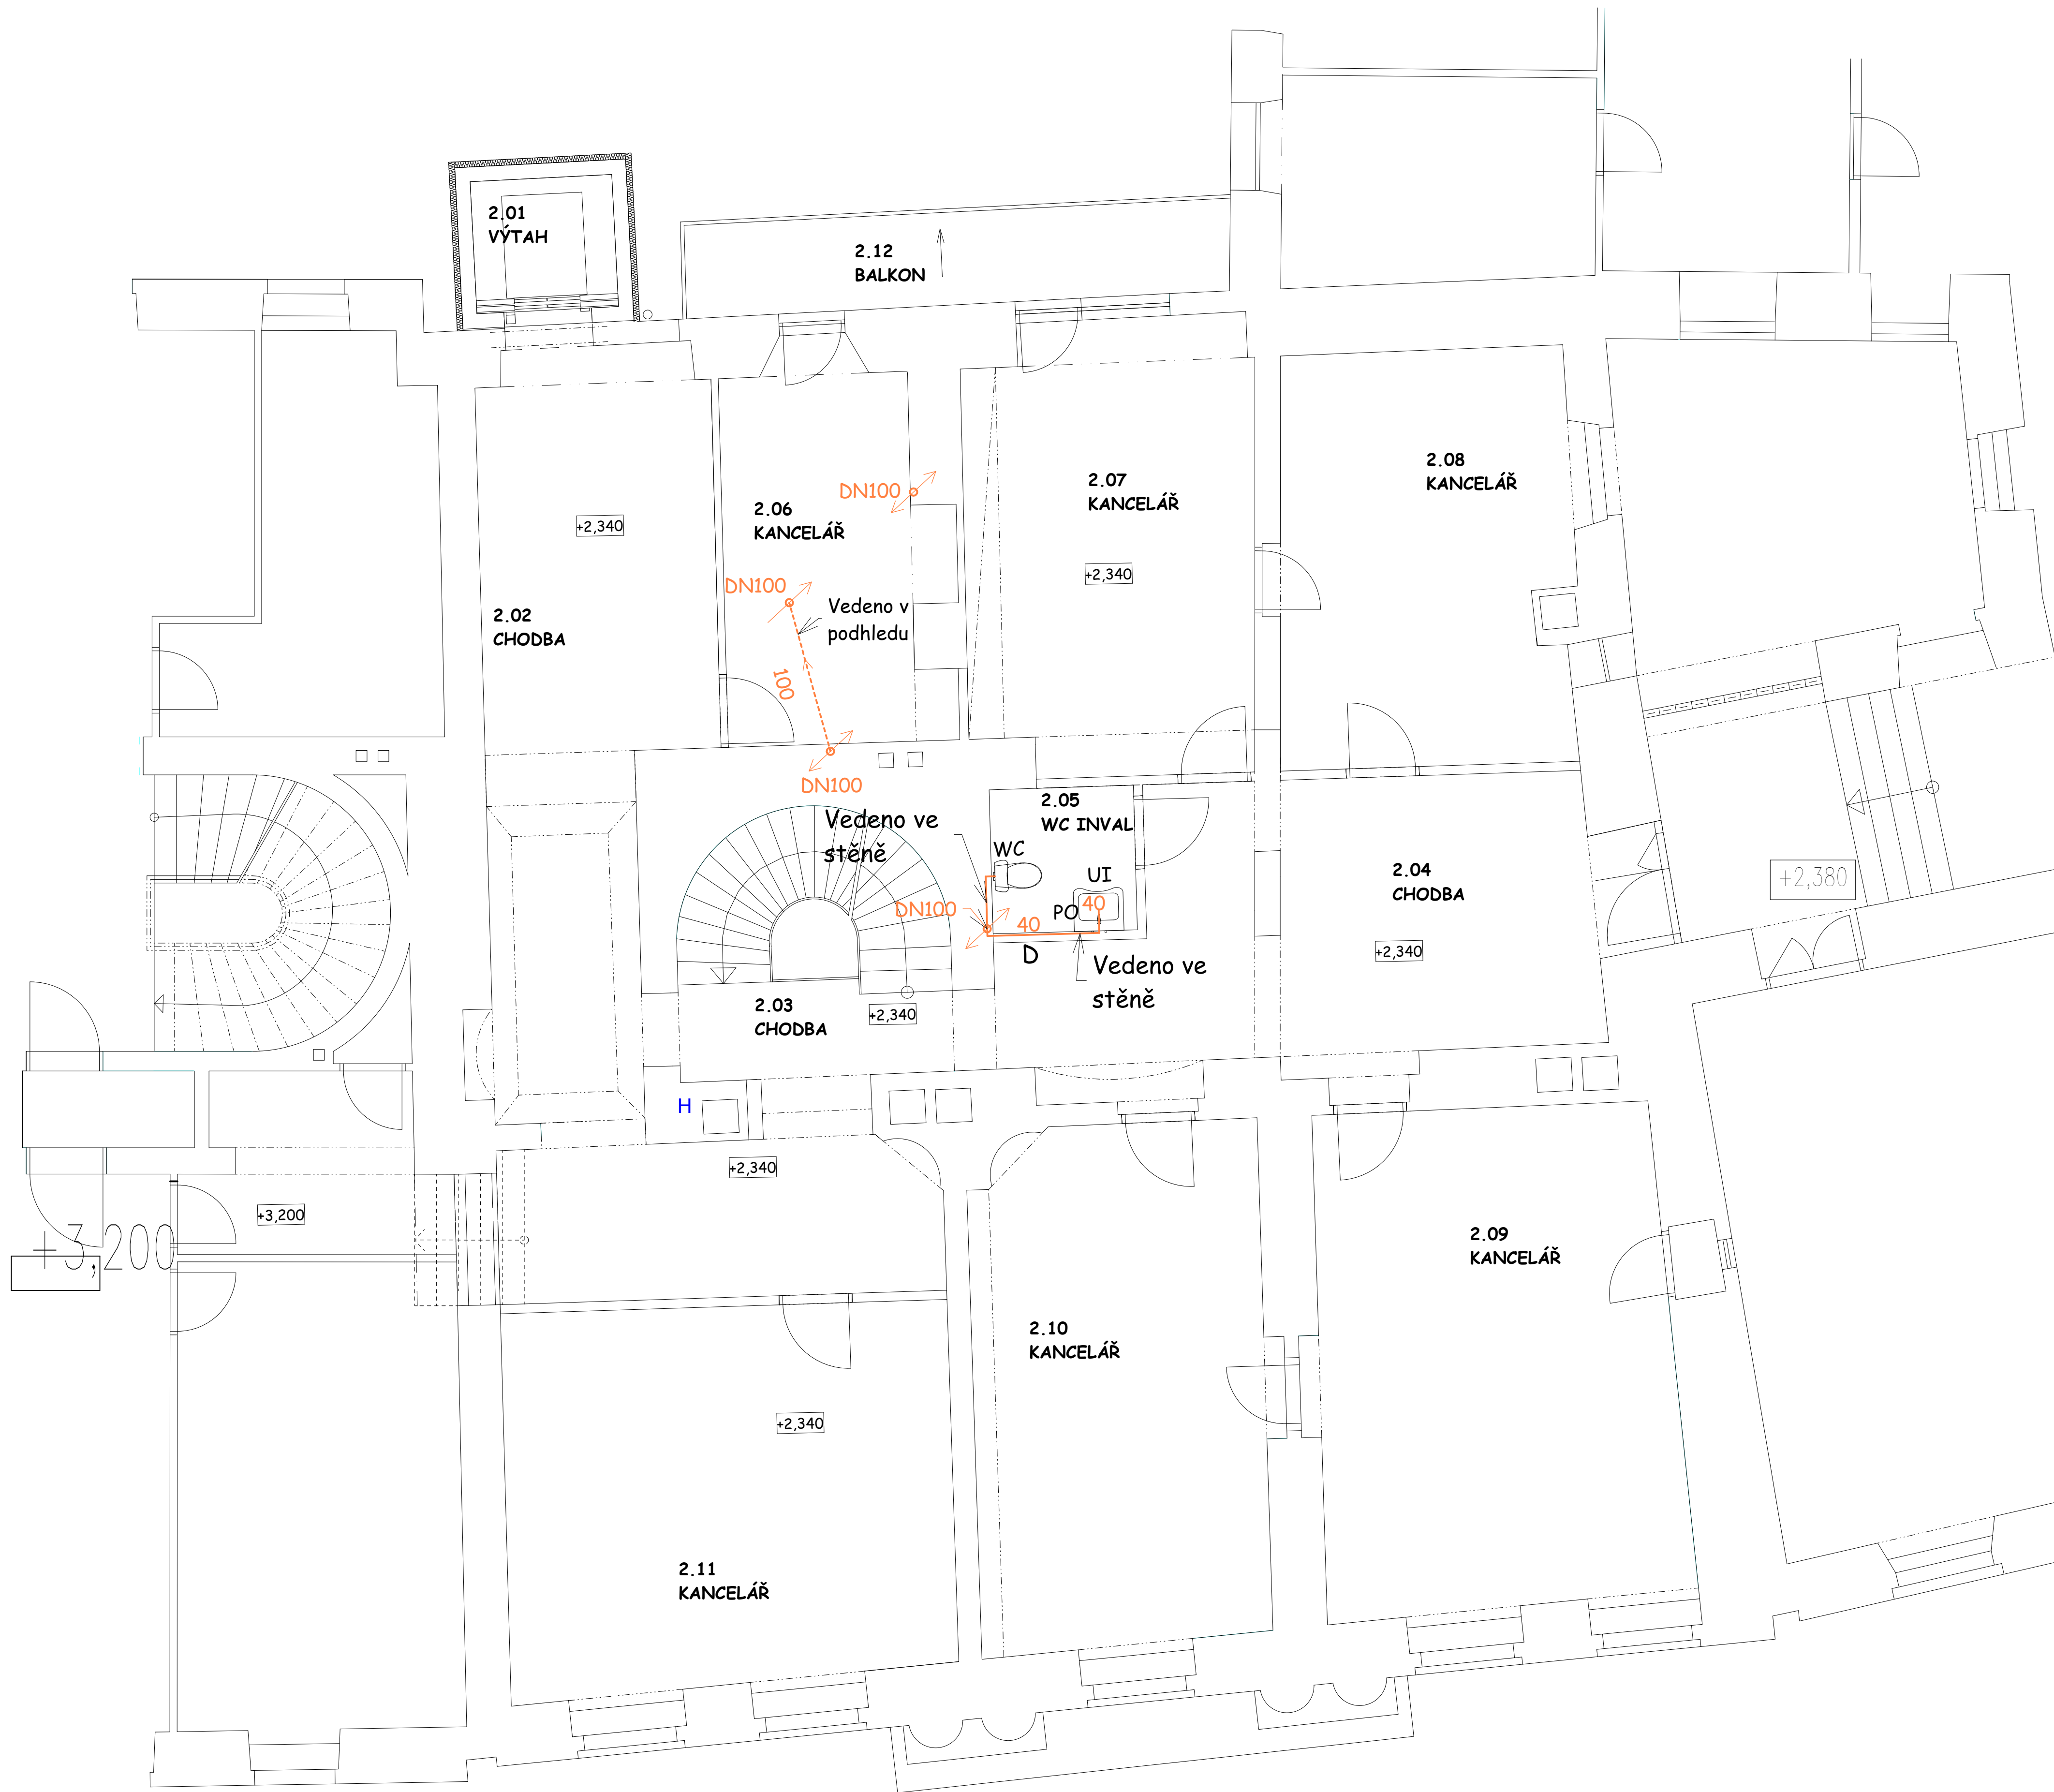 2.01
VÝTAH
2.12
BALKON
2.08
KANCELÁŘ
2.07
KANCELÁŘ
DN100
2.06
KANCELÁŘ
+2,340
+2,340
DN100
Vedeno v
podhledu
2.02
CHODBA
100
DN100
2.05
WC INVAL
Vedeno ve
stěně
WC
UI
2.04
CHODBA
+2,380
DN100
PO
40
40
D
Vedeno ve
stěně
+2,340
2.03
CHODBA
+2,340
H
+2,340
+3,200
+3,200
2.09
KANCELÁŘ
2.10
KANCELÁŘ
+2,340
2.11
KANCELÁŘ